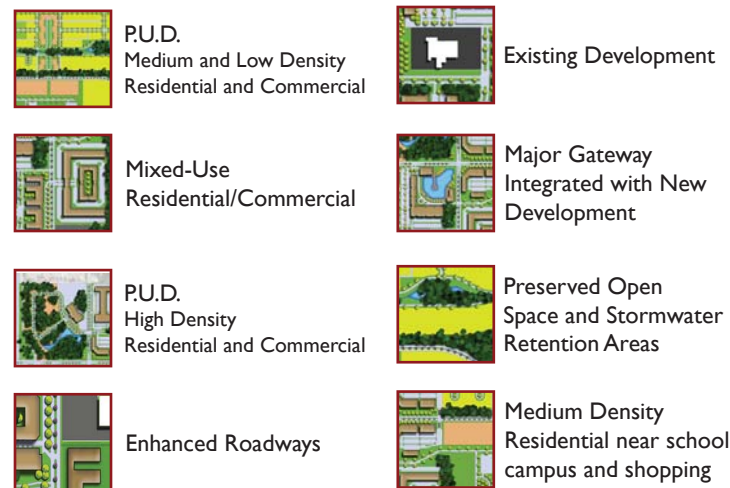 P.U.D.
Medium and Low Density
Residential and Commercial
Mixed-Use
Residential/Commercial
P.U.D.
High Density
Residential and Commercial
Enhanced Roadways
Existing Development
Major Gateway
Integrated with New
Development
Preserved Open
Space and Stormwater
Retention Areas
Medium Density
Residential near school
campus and shopping